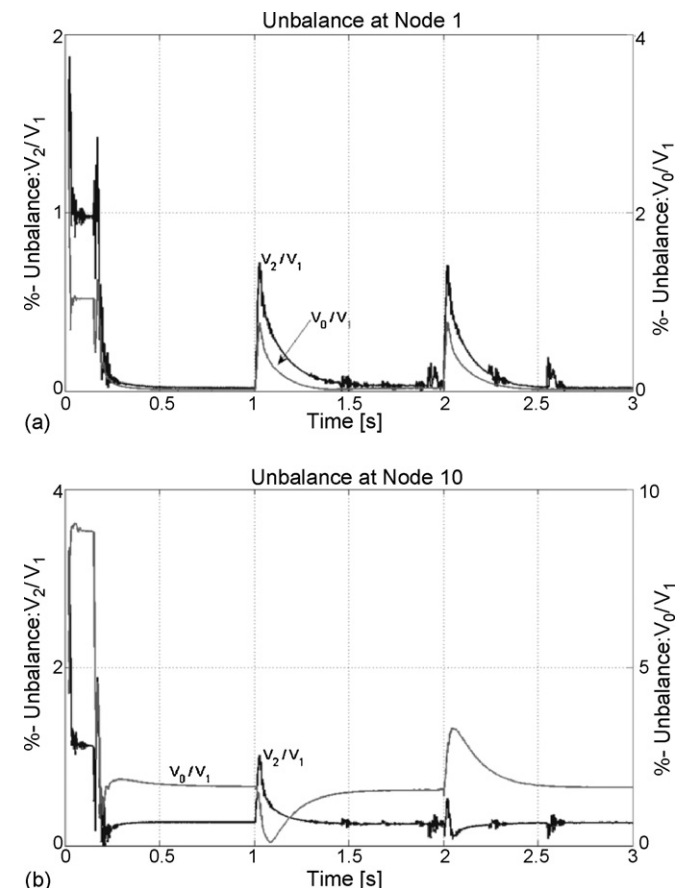 Unbalance at Node 1
%- Unbalance:V2/V1
%- Unbalance:V0/V1
2
1
0
4
2
0
V2/V1
V0/V1
0
0.5
1
1.5
2
2.5
3
(a)
Time [s]
Unbalance at Node 10
%- Unbalance:V2/V1
%- Unbalance:V0/V1
4
2
0
10
5
0
V0/V1
V2/V1
0
0.5
1
1.5
2
2.5
3
(b)
Time [s]